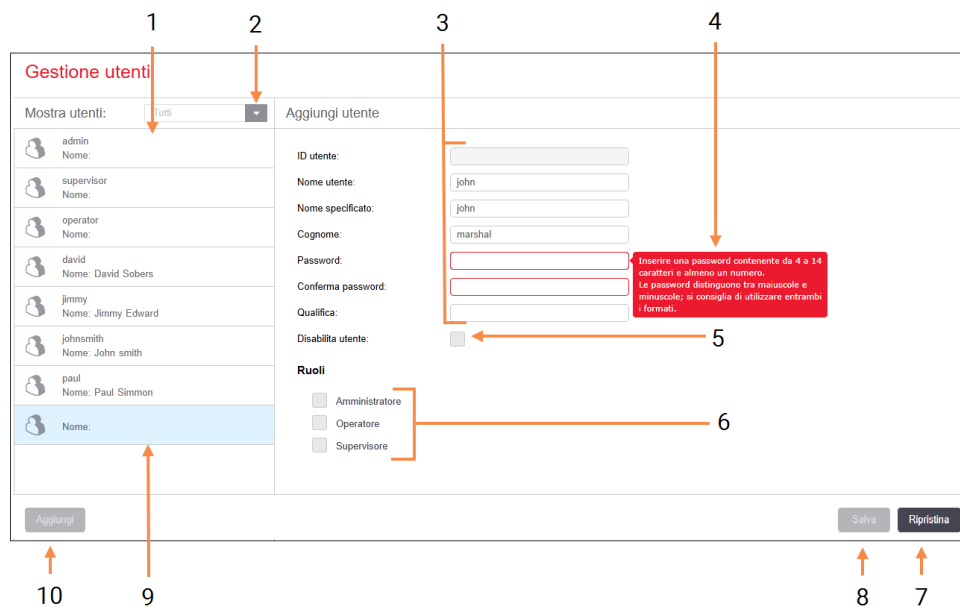 1
2
3
4
Gestione utenti
Mostra utenti:
Tutti
Aggiungi utente
admin
Nome:
supervisor
Nome:
operator
Nome:
david
Nome: David Sobers
jimmy
Nome: Jimmy Edward
johnsmith
Nome: John smith
paul
Nome: Paul Simmon
Nome:
ID utente:
Nome utente:
john
Nome specificato:
john
Cognome:
marshal
Password:
Inserire una password contenente da 4 a 14
caratteri e almeno un numero.
Le password distinguono tra maiuscole e
minuscole; si consiglia di utilizzare entrambi
i formati.
Conferma password:
Qualifica:
Disabilita utente:
5
Ruoli
Amministratore
Operatore
Supervisore
6
Aggiungi
Salva
Ripristina
10
9
8
7